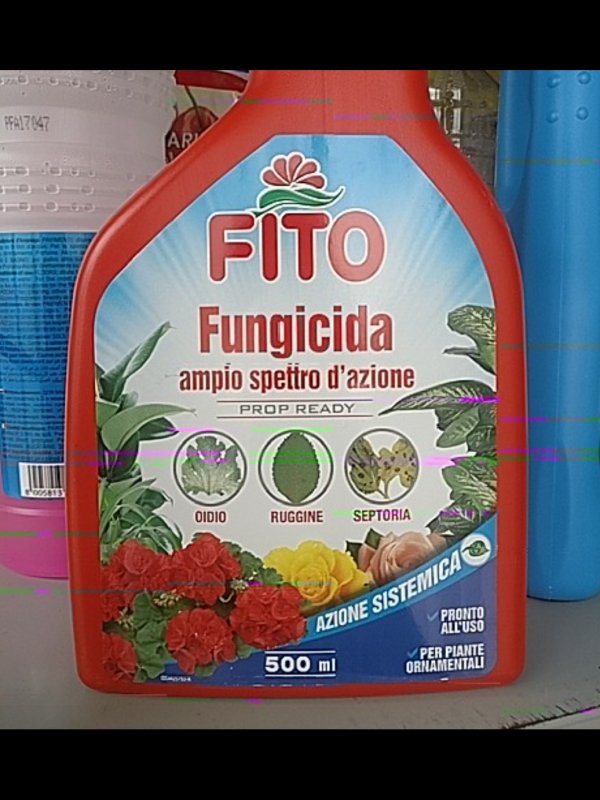 PFA17047
FITO
Fungicida
ampio spettro d'azione
PROP READY
OIDIO
RUGGINE
SEPTORIA
AZIONE SISTEMICA
PRONTO
ALL'USO
PER PIANTE
ORNAMENTALI
500 ml